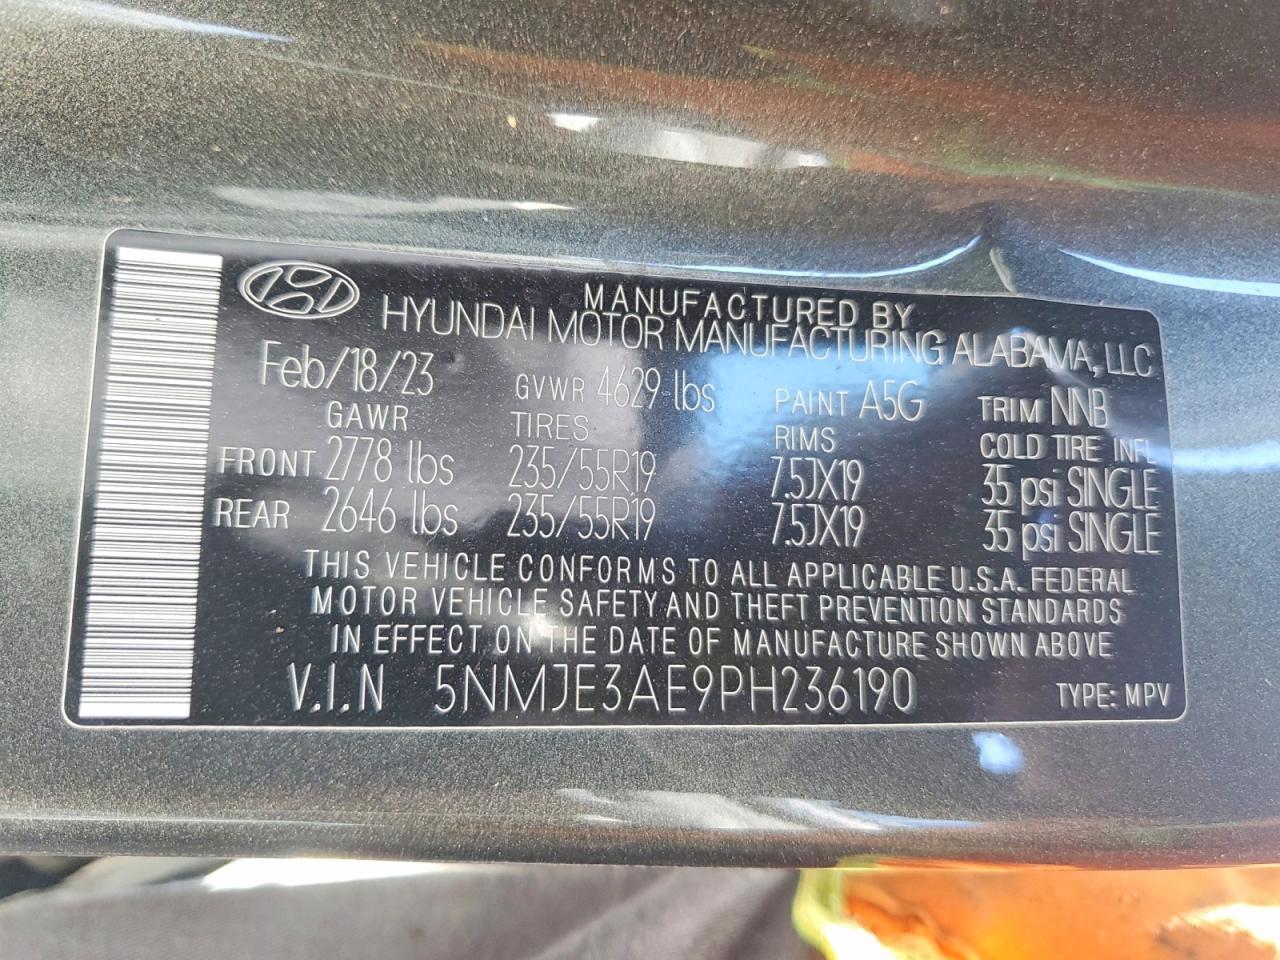 MANUFACTURED BY
HYUNDAI MOTOR MANUFACTURING ALABAMA, LLC
Feb/18/23 GVWR 4629 lbs PAINT A5G TRIM NNB
GAWR TIRES RIMS COLD TIRE INFL
FRONT 2778 lbs 235/55R19 7.5JX19 35 psi SINGLE
REAR 2646 lbs 235/55R19 7.5JX19 35 psi SINGLE
THIS VEHICLE CONFORMS TO ALL APPLICABLE U.S.A. FEDERAL
MOTOR VEHICLE SAFETY AND THEFT PREVENTION STANDARDS
IN EFFECT ON THE DATE OF MANUFACTURE SHOWN ABOVE
V.I.N 5NMJE3AE9PH236190 TYPE: MPV